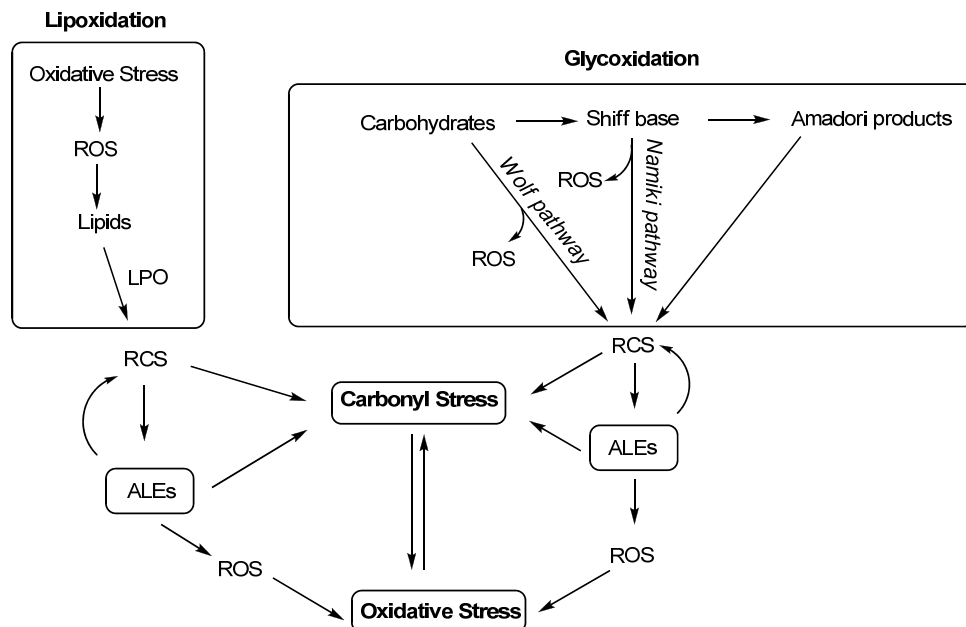 Lipoxidation
Oxidative Stress
ROS
Lipids
LPO
Glycoxidation
Carbohydrates
Shiff base
Amadori products
Wolf pathway
ROS
Namiki pathway
ROS
RCS
ALEs
ROS
Carbonyl Stress
RCS
ALEs
ROS
Oxidative Stress